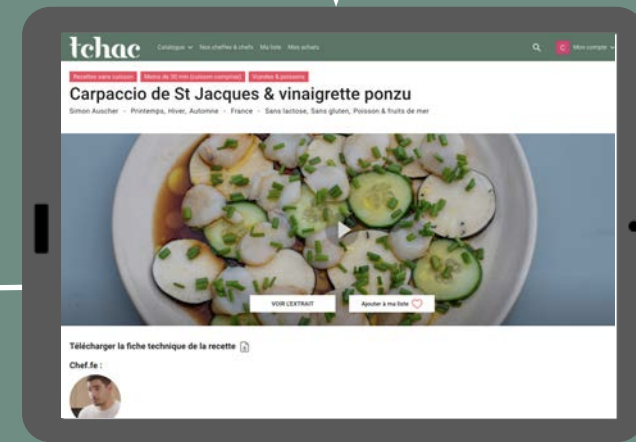 tchac Catalogue Nos cheffes & chefs Ma liste Mes achats C Mon compte
Recettes sans cuisson Moins de 30 mn (cuisson comprise) Viandes & poissons
Carpaccio de St Jacques & vinaigrette ponzu
Simon Auscher - Printemps, Hiver, Automne - France - Sans lactose, Sans gluten, Poisson & fruits de mer
VOIR L'EXTRAIT Ajouter à ma liste
Télécharger la fiche technique de la recette
Chef.fe :